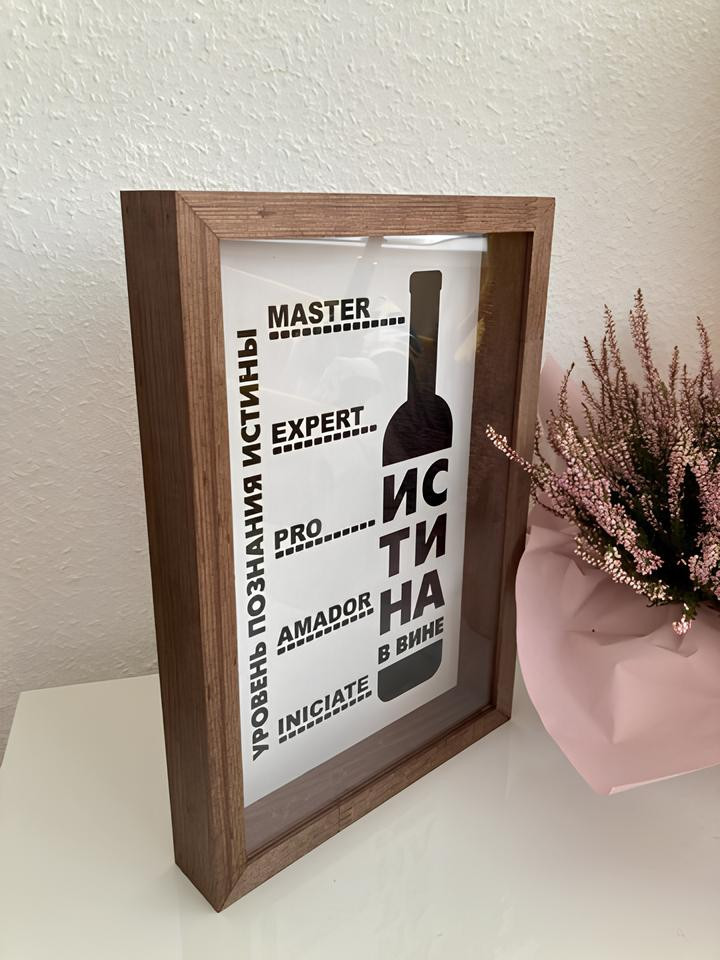 УРОВЕНЬ ПОЗНАНИЯ ИСТИНЫ
MASTER
EXPERT
PRO
AMADOR
INICIATE
ИС
ТИ
НА
В ВИНЕ